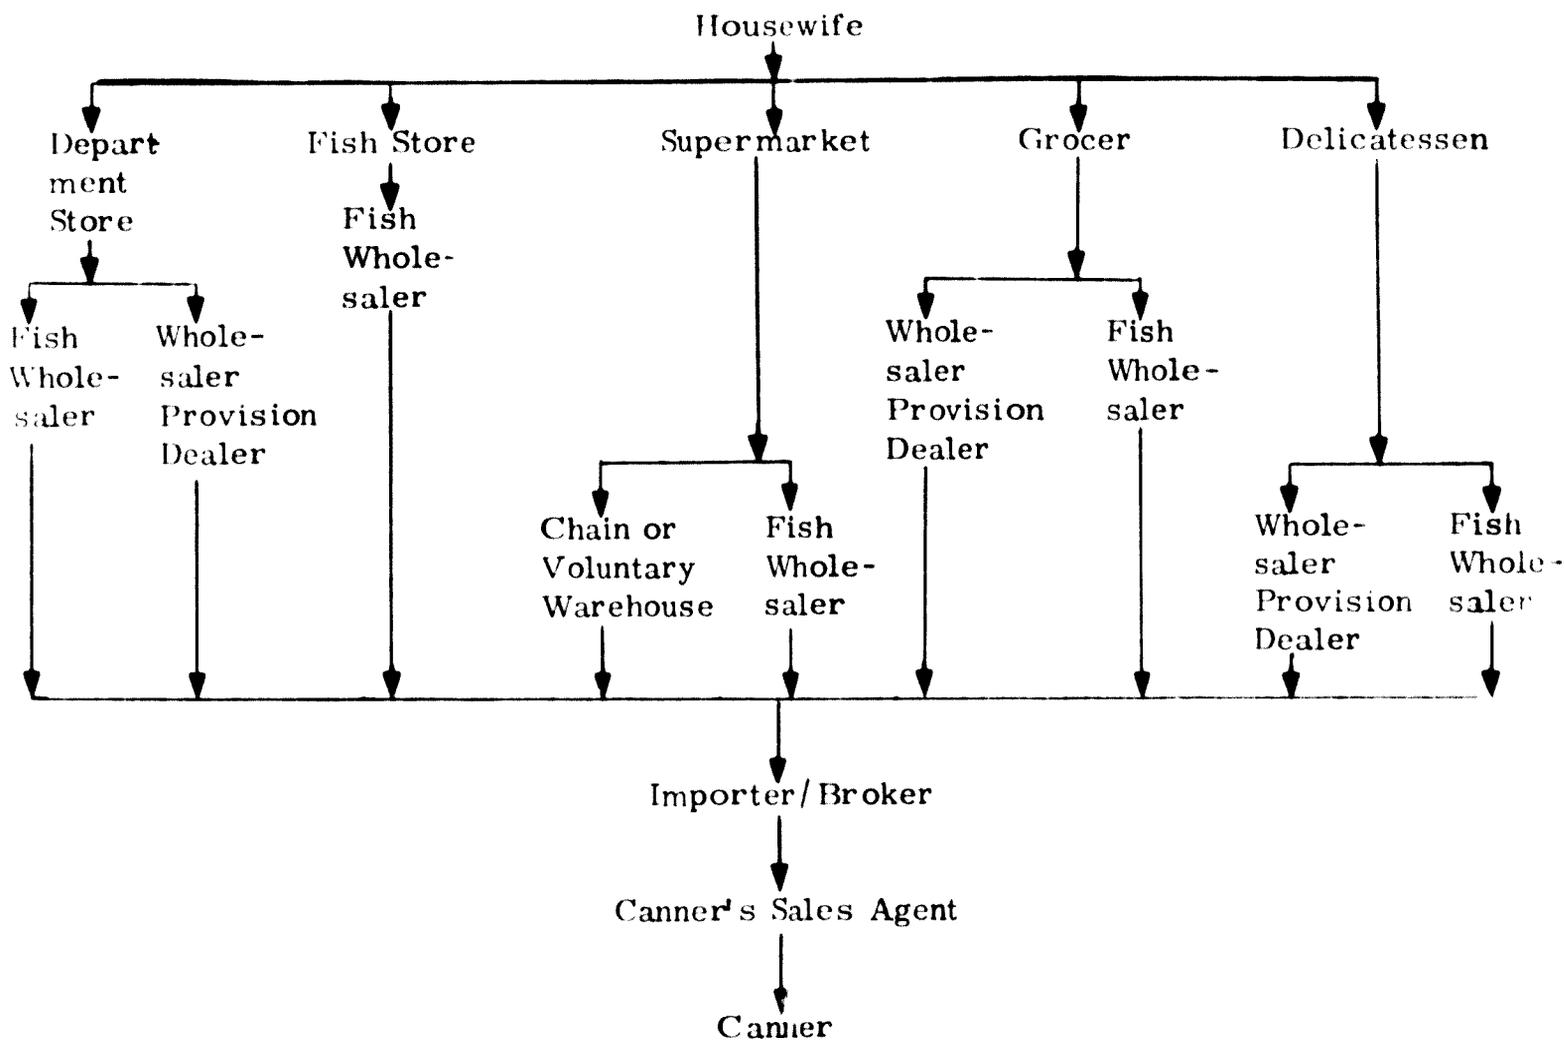 Housewife
Depart
ment
Store
Fish Store
Supermarket
Grocer
Delicatessen
Fish
Whole-
saler
Fish
Whole-
saler
Whole-
saler
Provision
Dealer
Whole-
saler
Provision
Dealer
Fish
Whole-
saler
Chain or
Voluntary
Warehouse
Fish
Whole-
saler
Whole-
saler
Provision
Dealer
Fish
Whole-
saler
Importer/Broker
Canner's Sales Agent
Canner